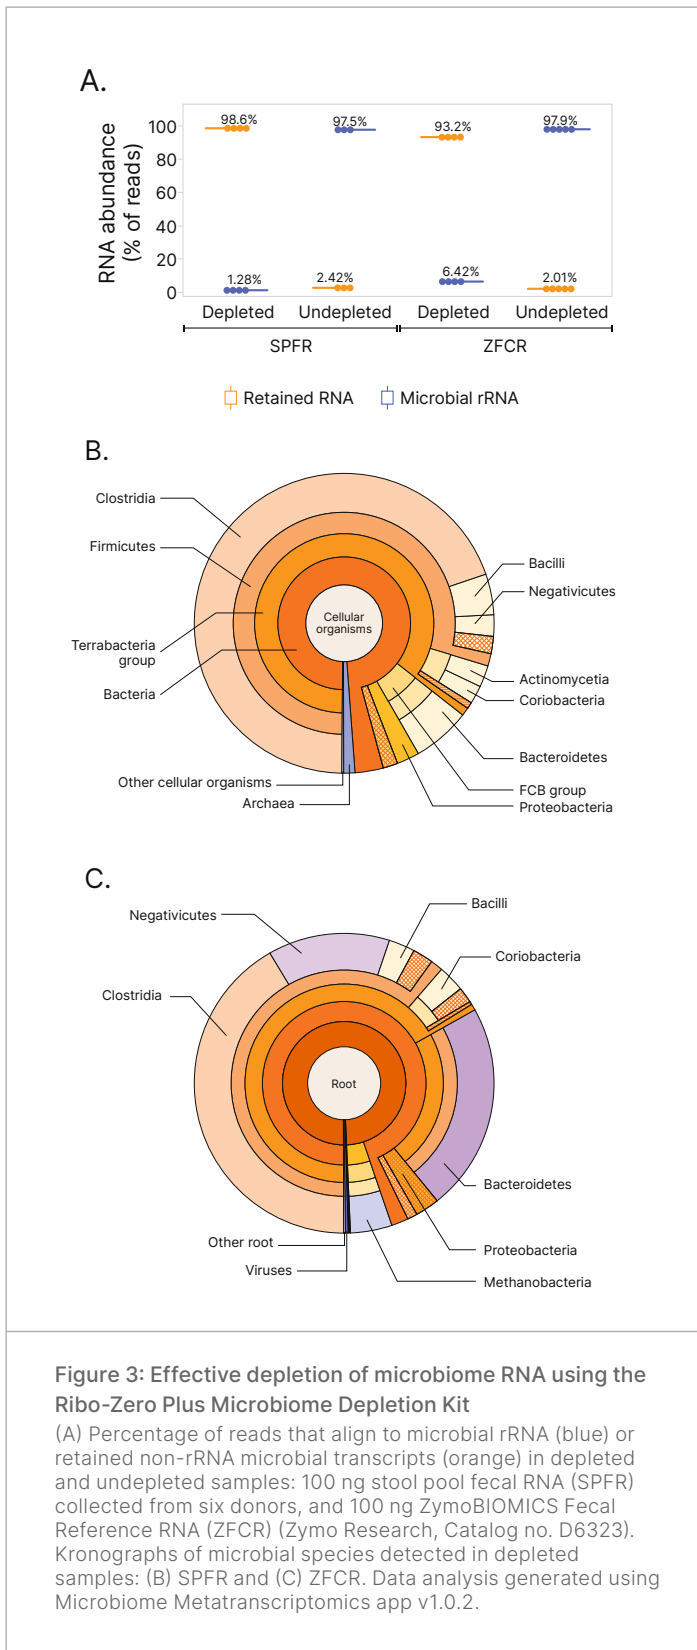 A.
RNA abundance
(% of reads)
100
80
60
40
20
0
98.6%
97.5%
93.2%
97.9%
1.28%
2.42%
6.42%
2.01%
Depleted
Undepleted
Depleted
Undepleted
SPFR
ZFCR
Retained RNA
Microbial rRNA
B.
Clostridia
Firmicutes
Terrabacteria
group
Bacteria
Other cellular organisms
Archaea
Cellular
organisms
Bacilli
Negativicutes
Actinomycetia
Coriobacteria
Bacteroidetes
FCB group
Proteobacteria
C.
Negativicutes
Clostridia
Bacilli
Coriobacteria
Root
Bacteroidetes
Proteobacteria
Methanobacteria
Other root
Viruses
Figure 3: Effective depletion of microbiome RNA using the
Ribo-Zero Plus Microbiome Depletion Kit
(A) Percentage of reads that align to microbial rRNA (blue) or
retained non-rRNA microbial transcripts (orange) in depleted
and undepleted samples: 100 ng stool pool fecal RNA (SPFR)
collected from six donors, and 100 ng ZymoBIOMICS Fecal
Reference RNA (ZFCR) (Zymo Research, Catalog no. D6323).
Kronographs of microbial species detected in depleted
samples: (B) SPFR and (C) ZFCR. Data analysis generated using
Microbiome Metatranscriptomics app v1.0.2.